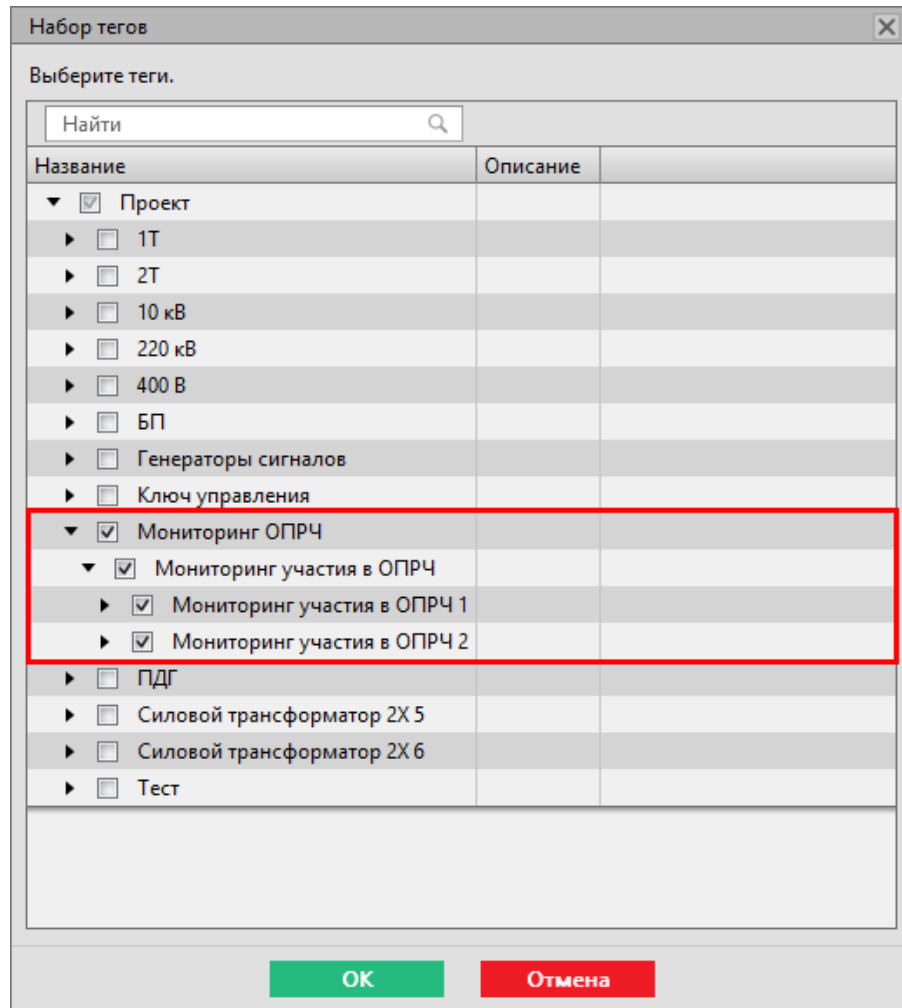 Набор тегов
Выберите теги.
Найти
Название Описание
Проект
1Т
2Т
10 кВ
220 кВ
400 В
БП
Генераторы сигналов
Ключ управления
Мониторинг ОПРЧ
Мониторинг участия в ОПРЧ
Мониторинг участия в ОПРЧ 1
Мониторинг участия в ОПРЧ 2
ПДГ
Силовой трансформатор 2Х 5
Силовой трансформатор 2Х 6
Тест
ОК Отмена